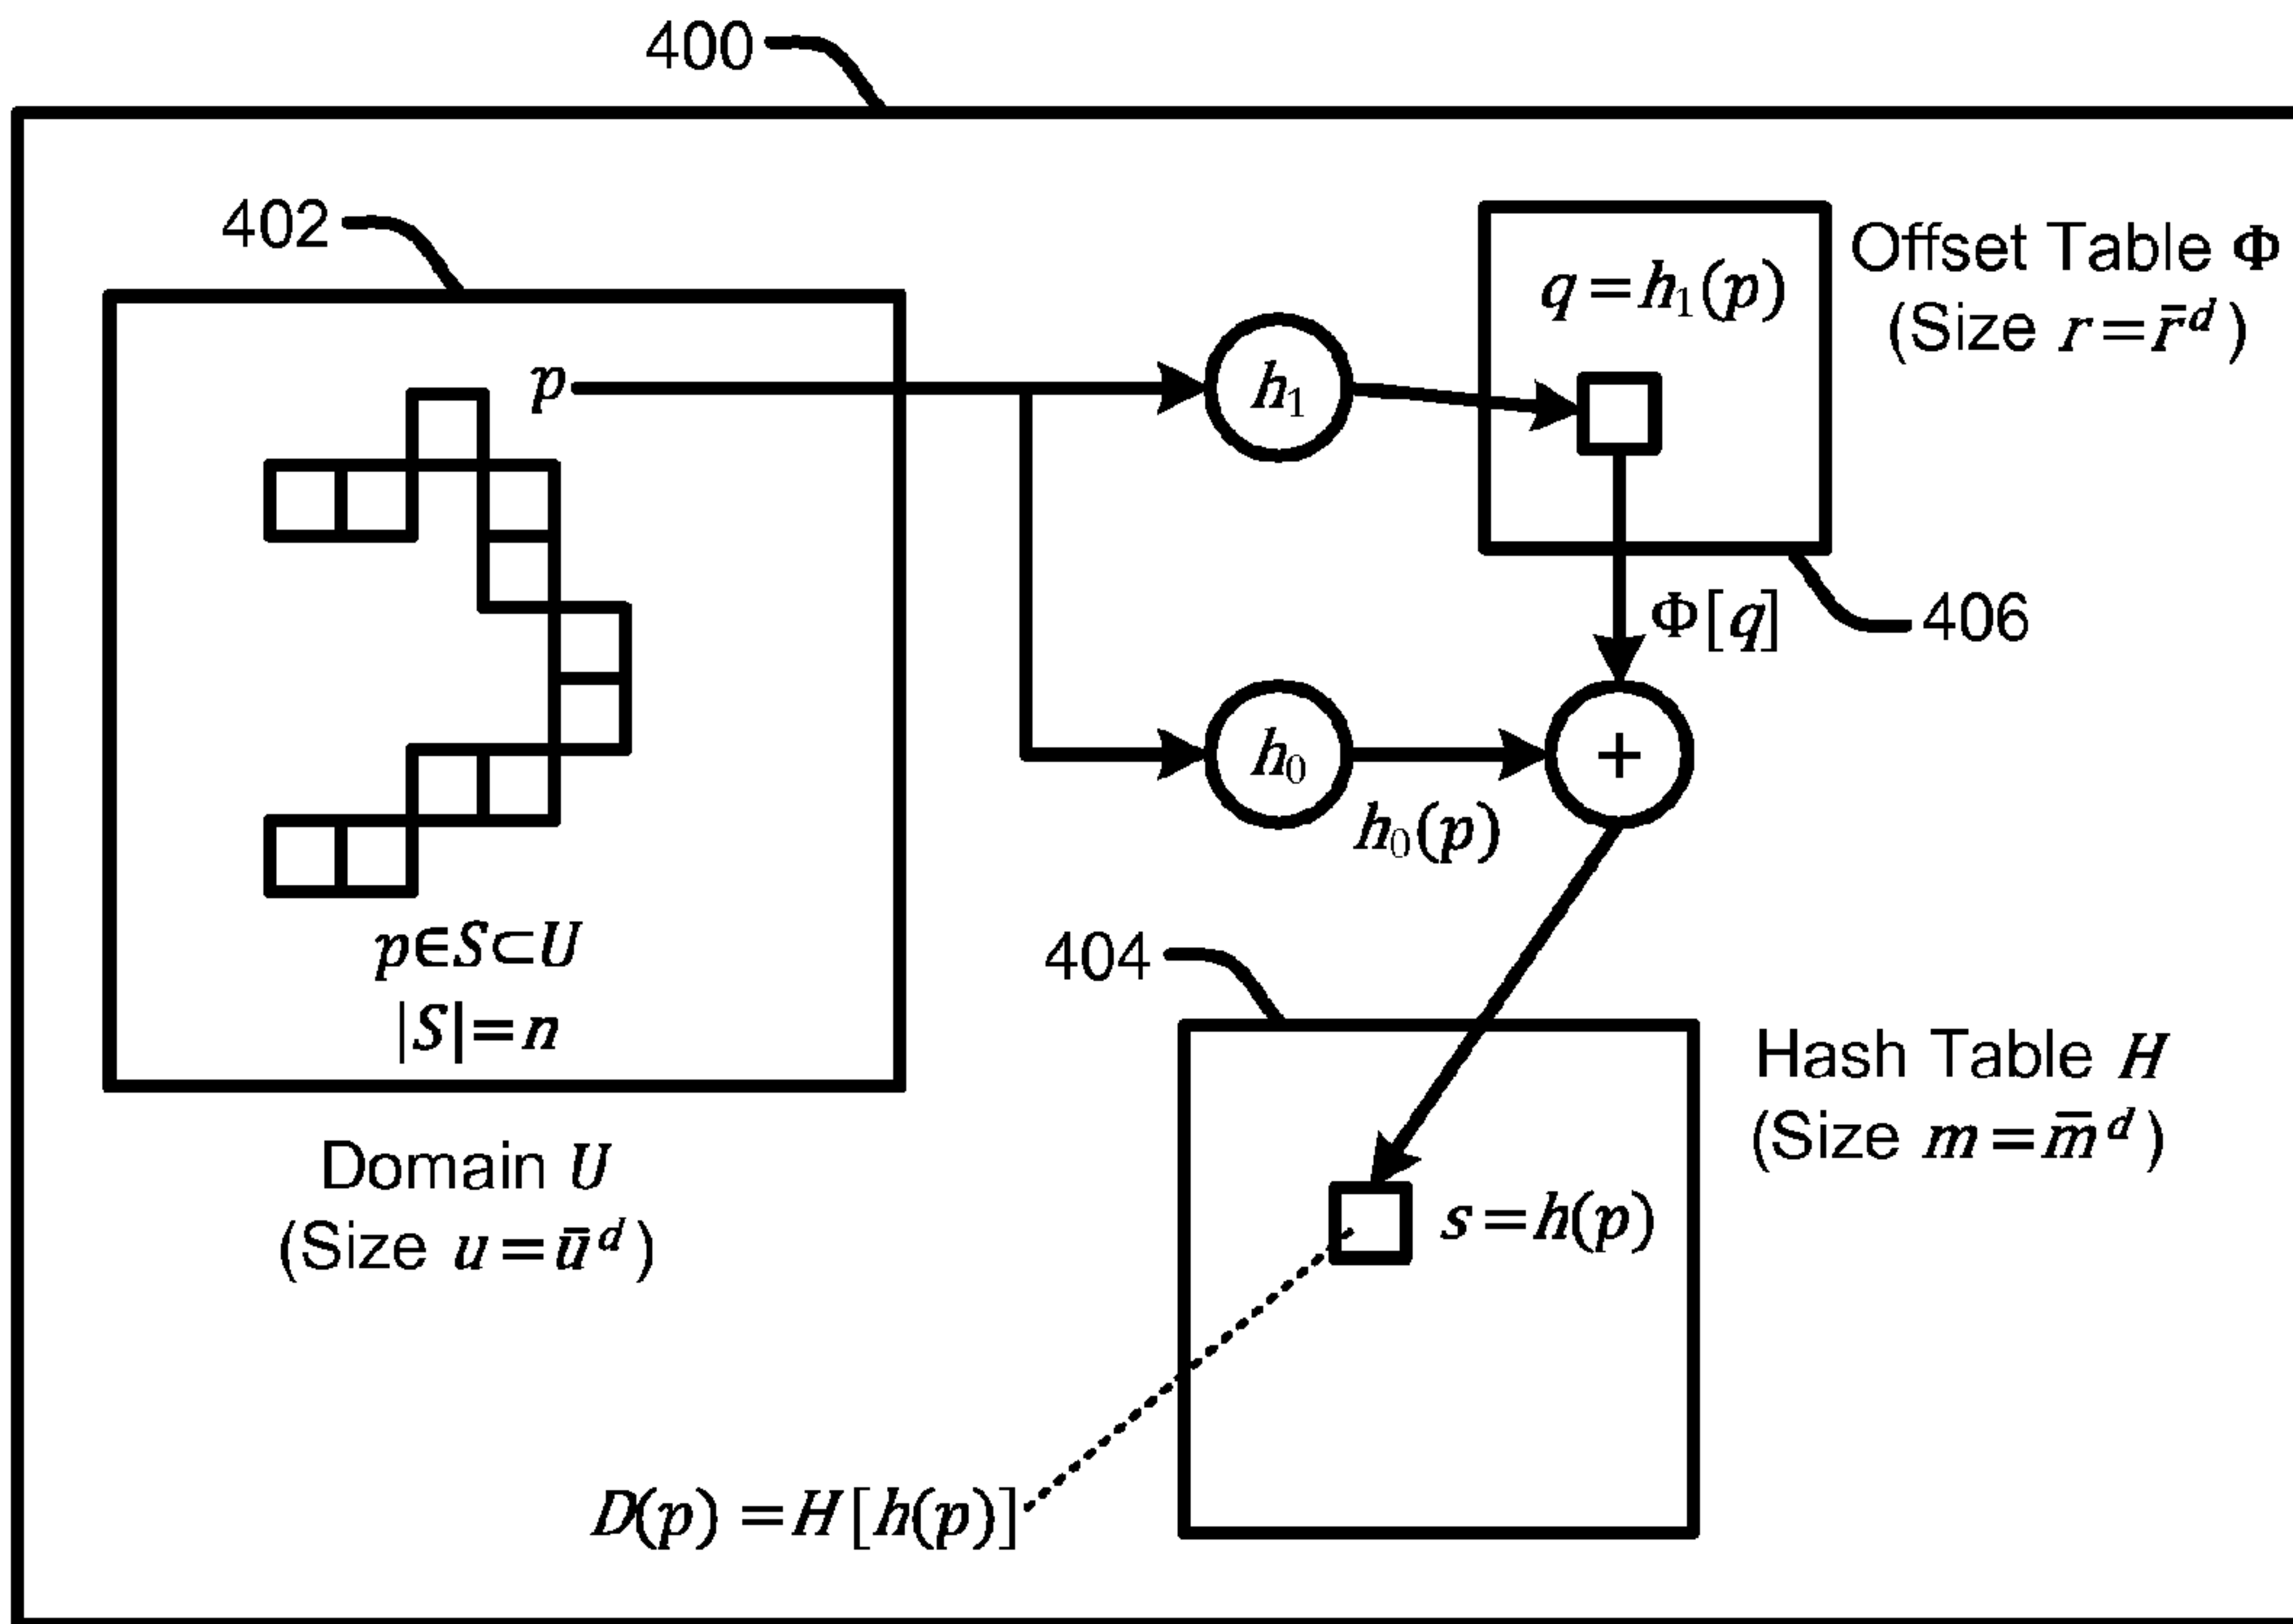 400
402
p
h₁
q=h₁(p)
Offset Table Φ
(Size r=r̄ᵈ)
Φ[q]
406
h₀
+
h₀(p)
p∈S⊂U
|S|=n
Domain U
(Size u=ūᵈ)
404
Hash Table H
(Size m=m̄ᵈ)
s=h(p)
D(p)=H[h(p)]